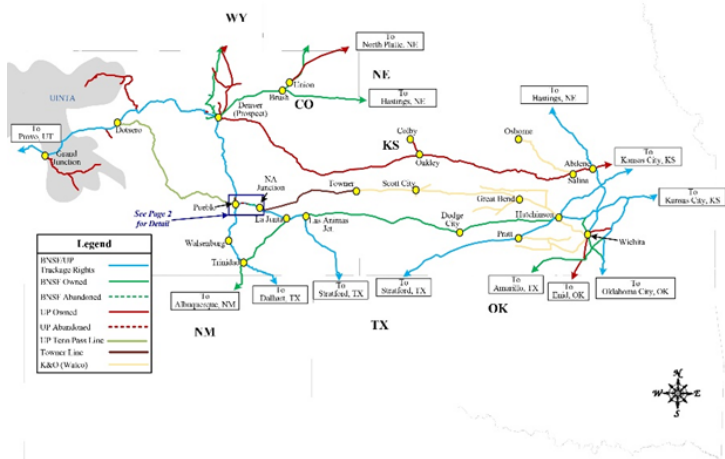 WY
To
North Platte, NE
NE
Union
Brush
CO
To
Hastings, NE
UINTA
Denver
(Prospect)
To
Provo, UT
Grand
Junction
Dotsero
KS
Colby
Oakley
Osborne
To
Hastings, NE
Abilene
Salina
To
Kansas City, KS
To
Kansas City, KS
NA
Junction
Towner
Scott City
Great Bend
Hutchinson
See Page 2
for Detail
Pueblo
La Junta
Las Animas
Jct
Dodge
City
Pratt
Wichita
Walsenburg
Trinidad
To
Albuquerque, NM
To
Dalhart, TX
To
Stratford, TX
To
Stratford, TX
To
Amarillo, TX
To
Enid, OK
To
Oklahoma City, OK
NM
TX
OK
Legend
BNSF/UP
Trackage Rights
BNSF Owned
BNSF Abandoned
UP Owned
UP Abandoned
UP Tenn Pass Line
Towner Line
K&O (Watco)
N
W
E
S